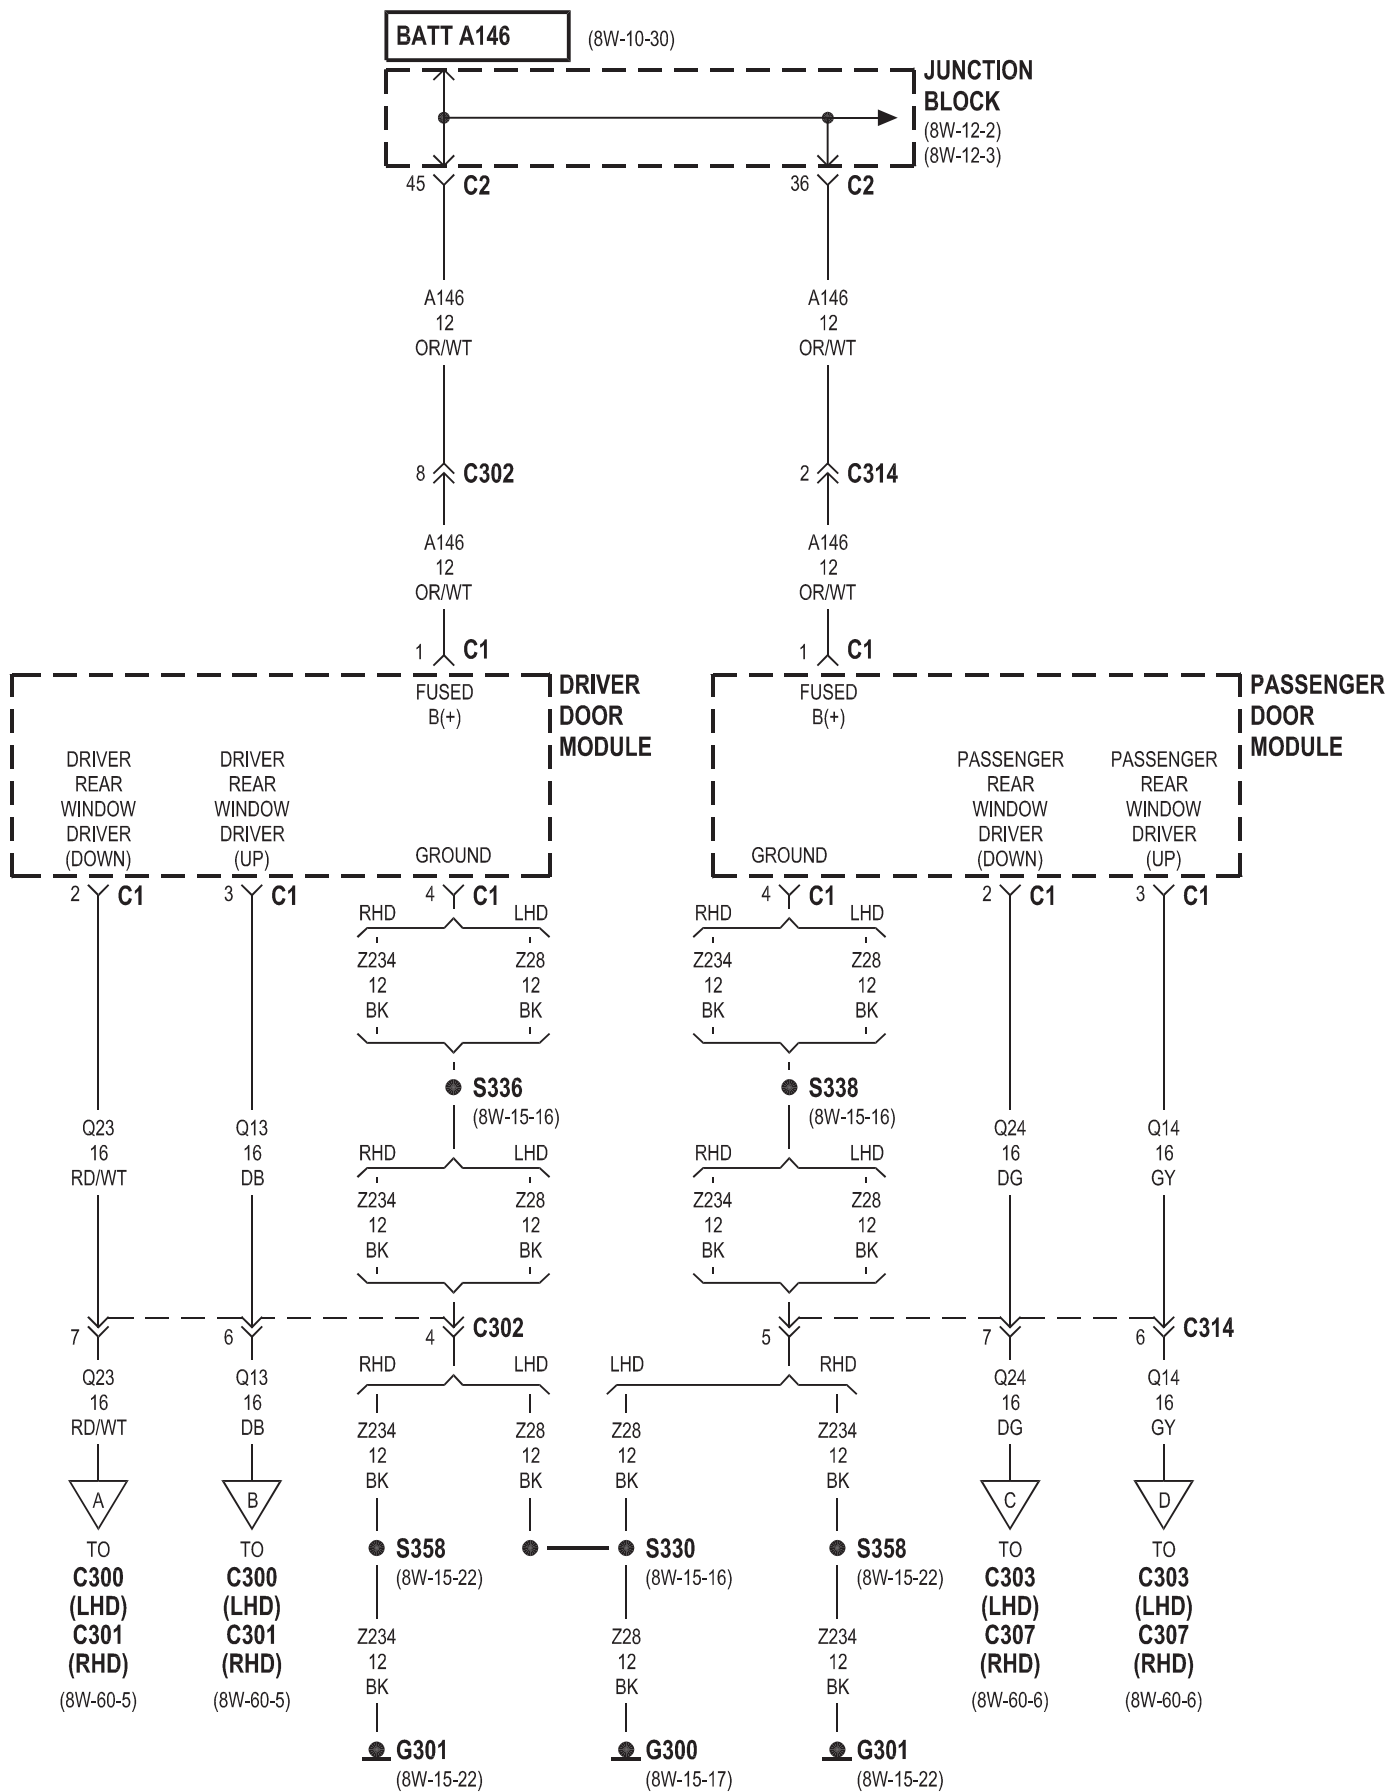 BATT A146 (8W-10-30)
JUNCTION
BLOCK
(8W-12-2)
(8W-12-3)
45 C2 36 C2
A146 A146
12 12
OR/WT OR/WT
8 C302 2 C314
A146 A146
12 12
OR/WT OR/WT
1 C1 1 C1
FUSED
B(+)
DRIVER
DOOR
MODULE
FUSED
B(+)
PASSENGER
DOOR
MODULE
DRIVER
REAR
WINDOW
DRIVER
(DOWN)
DRIVER
REAR
WINDOW
DRIVER
(UP)
GROUND
GROUND
PASSENGER
REAR
WINDOW
DRIVER
(DOWN)
PASSENGER
REAR
WINDOW
DRIVER
(UP)
2 C1 3 C1 4 C1 4 C1 2 C1 3 C1
RHD LHD RHD LHD
Z234 Z28 Z234 Z28
12 12 12 12
BK BK BK BK
S336 S338
(8W-15-16) (8W-15-16)
Q23 Q13 Q24 Q14
16 16 16 16
RD/WT DB DG GY
RHD LHD RHD LHD
Z234 Z28 Z234 Z28
12 12 12 12
BK BK BK BK
7 6 4 C302 5 7 6 C314
RHD LHD LHD RHD
Q23 Q13 Q24 Q14
16 16 16 16
RD/WT DB DG GY
Z234 Z28 Z28 Z234
12 12 12 12
BK BK BK BK
A B C D
S358 S330 S358
(8W-15-22) (8W-15-16) (8W-15-22)
TO TO TO TO
C300 C300 C303 C303
(LHD) (LHD) (LHD) (LHD)
C301 C301 C307 C307
(RHD) (RHD) (RHD) (RHD)
(8W-60-5) (8W-60-5) (8W-60-6) (8W-60-6)
Z234 Z28 Z234
12 12 12
BK BK BK
G301 G300 G301
(8W-15-22) (8W-15-17) (8W-15-22)